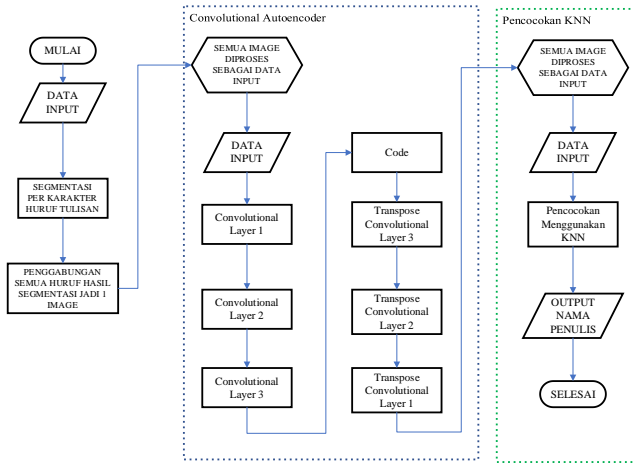 MULAI
DATA
INPUT
SEGMENTASI
PER KARAKTER
HURUF TULISAN
PENGGABUNGAN
SEMUA HURUF HASIL
SEGMENTASI JADI 1
IMAGE
Convolutional Autoencoder
SEMUA IMAGE
DIPROSES
SEBAGAI DATA
INPUT
DATA
INPUT
Convolutional
Layer 1
Convolutional
Layer 2
Convolutional
Layer 3
Code
Transpose
Convolutional
Layer 3
Transpose
Convolutional
Layer 2
Transpose
Convolutional
Layer 1
Pencocokan KNN
SEMUA IMAGE
DIPROSES
SEBAGAI DATA
INPUT
DATA
INPUT
Pencocokan
Menggunakan
KNN
OUTPUT
NAMA
PENULIS
SELESAI